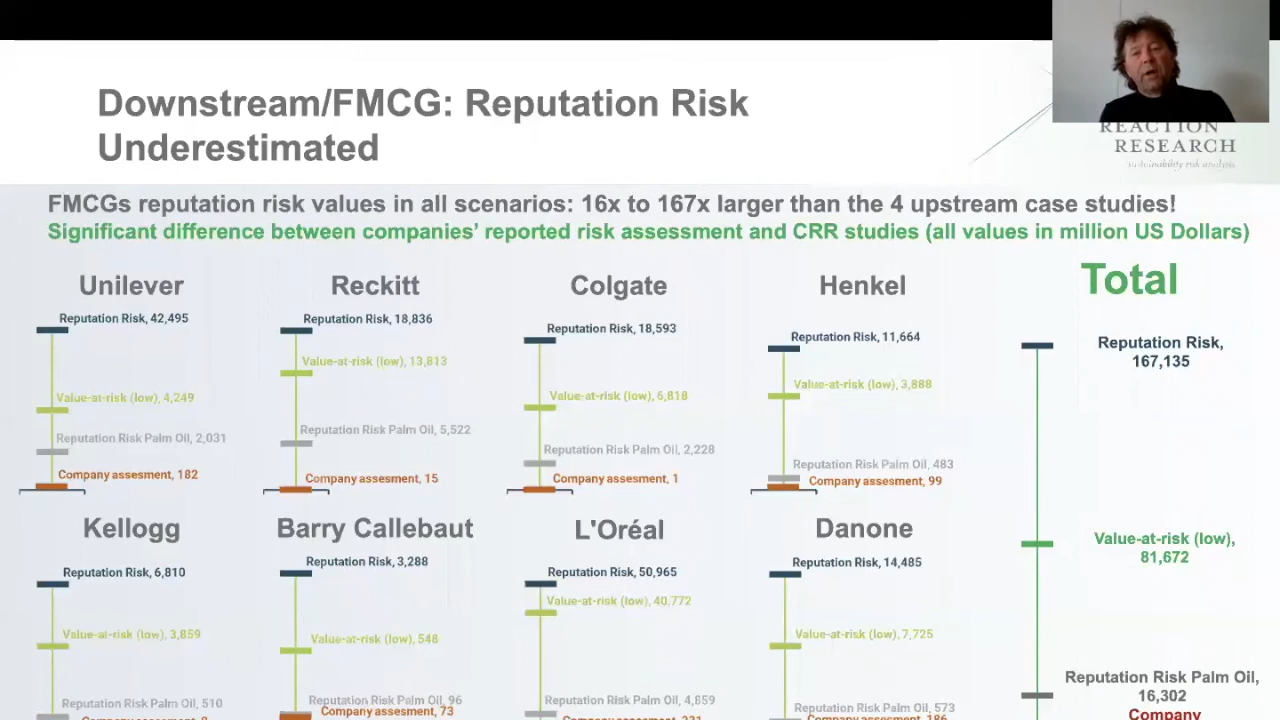 Downstream/FMCG: Reputation Risk
Underestimated
REACTION
RESEARCH
sustainability risk analysis
FMCGs reputation risk values in all scenarios: 16x to 167x larger than the 4 upstream case studies!
Significant difference between companies’ reported risk assessment and CRR studies (all values in million US Dollars)
Unilever
Reputation Risk, 42,495
Value-at-risk (low), 4,249
Reputation Risk Palm Oil, 2,031
Company assesment, 182
Reckitt
Reputation Risk, 18,836
Value-at-risk (low), 13,813
Reputation Risk Palm Oil, 5,522
Company assesment, 15
Colgate
Reputation Risk, 18,593
Value-at-risk (low), 6,818
Reputation Risk Palm Oil, 2,228
Company assesment, 1
Henkel
Reputation Risk, 11,664
Value-at-risk (low), 3,888
Reputation Risk Palm Oil, 483
Company assesment, 99
Kellogg
Reputation Risk, 6,810
Value-at-risk (low), 3,859
Reputation Risk Palm Oil, 510
Barry Callebaut
Reputation Risk, 3,288
Value-at-risk (low), 548
Reputation Risk Palm Oil, 96
Company assesment, 73
L'Oréal
Reputation Risk, 50,965
Value-at-risk (low), 40,772
Reputation Risk Palm Oil, 4,859
Danone
Reputation Risk, 14,485
Value-at-risk (low), 7,725
Reputation Risk Palm Oil, 573
Total
Reputation Risk,
167,135
Value-at-risk (low),
81,672
Reputation Risk Palm Oil,
16,302
Company